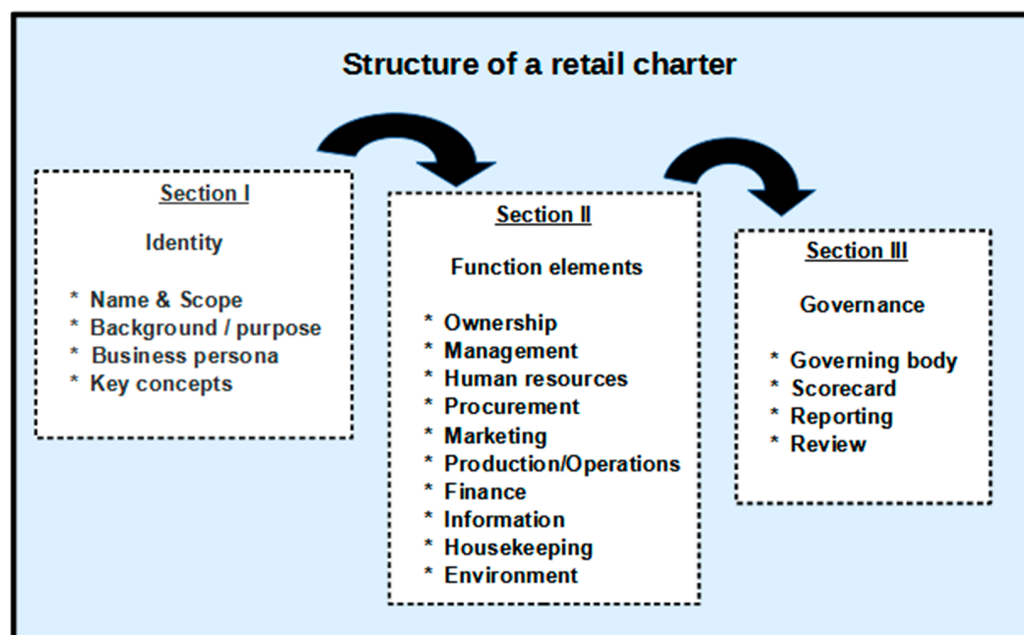 Structure of a retail charter
Section I
Identity
* Name & Scope
* Background / purpose
* Business persona
* Key concepts
Section II
Function elements
* Ownership
* Management
* Human resources
* Procurement
* Marketing
* Production/Operations
* Finance
* Information
* Housekeeping
* Environment
Section III
Governance
* Governing body
* Scorecard
* Reporting
* Review